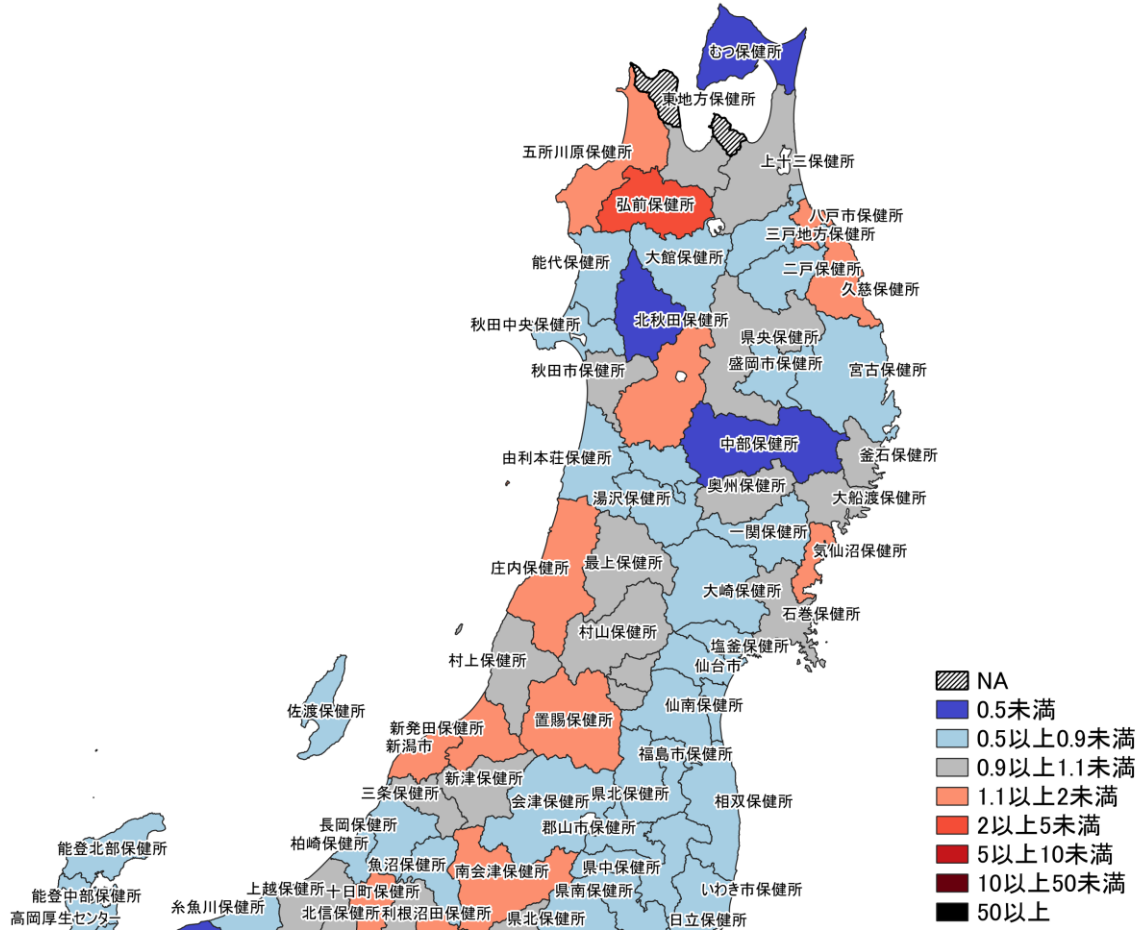 むつ保健所
東地方保健所
五所川原保健所
上十三保健所
弘前保健所
八戸市保健所
三戸地方保健所
能代保健所
大館保健所
二戸保健所
久慈保健所
秋田中央保健所
北秋田保健所
県央保健所
秋田市保健所
盛岡市保健所
宮古保健所
中部保健所
由利本荘保健所
釜石保健所
奥州保健所
湯沢保健所
大船渡保健所
一関保健所
気仙沼保健所
庄内保健所
最上保健所
大崎保健所
石巻保健所
村山保健所
塩釜保健所
村上保健所
仙台市
佐渡保健所
仙南保健所
置賜保健所
新発田保健所
新潟市
福島市保健所
新津保健所
三条保健所
会津保健所
県北保健所
相双保健所
長岡保健所
郡山市保健所
柏崎保健所
能登北部保健所
魚沼保健所
南会津保健所
県中保健所
上越保健所
十日町保健所
県南保健所
いわき市保健所
能登中部保健所
糸魚川保健所
北信保健所
利根沼田保健所
県北保健所
日立保健所
高岡厚生センター
NA
0.5未満
0.5以上0.9未満
0.9以上1.1未満
1.1以上2未満
2以上5未満
5以上10未満
10以上50未満
50以上